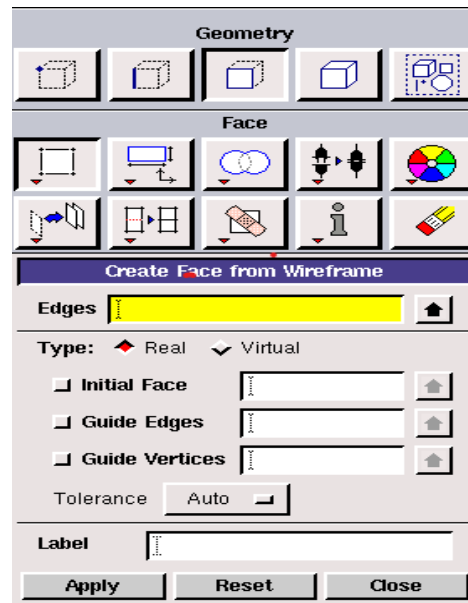 Geometry
Face
Create Face from Wireframe
Edges
Type: Real Virtual
Initial Face
Guide Edges
Guide Vertices
Tolerance Auto
Label
Apply Reset Close